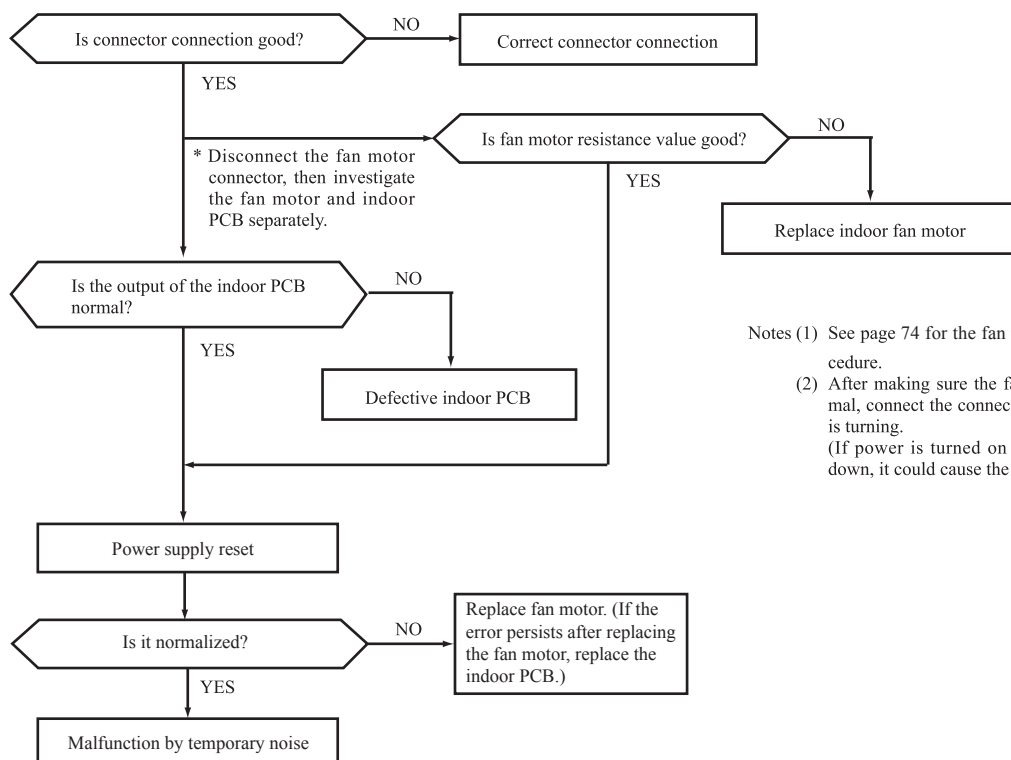 Is connector connection good?
NO
Correct connector connection
YES
Is fan motor resistance value good?
NO
* Disconnect the fan motor
connector, then investigate
the fan motor and indoor
PCB separately.
YES
Replace indoor fan motor
Is the output of the indoor PCB
normal?
NO
YES
Defective indoor PCB
Notes (1) See page 74 for the fan
cedure.
(2) After making sure the fa
mal, connect the connec
is turning.
(If power is turned on
down, it could cause the
Power supply reset
Is it normalized?
NO
Replace fan motor. (If the
error persists after replacing
the fan motor, replace the
indoor PCB.)
YES
Malfunction by temporary noise